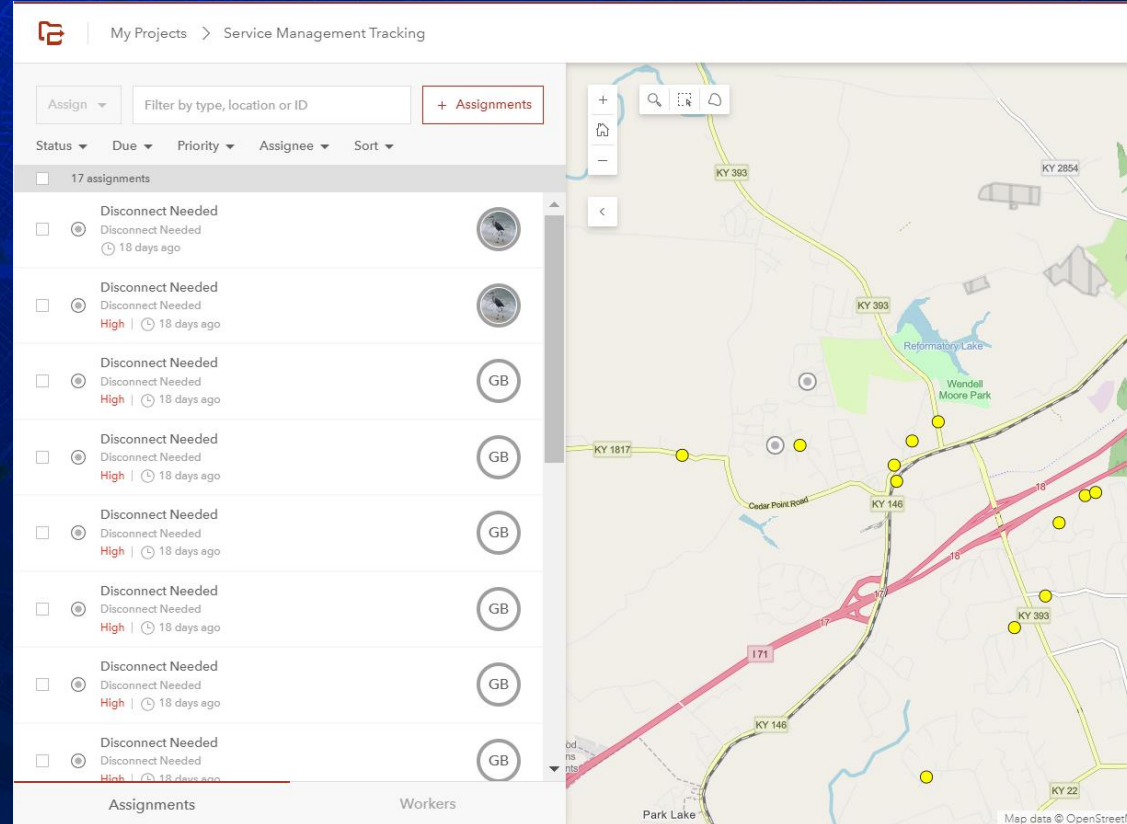 My Projects > Service Management Tracking
Assign
Filter by type, location or ID
+ Assignments
Status Due Priority Assignee Sort
17 assignments
Disconnect Needed
Disconnect Needed
18 days ago
Disconnect Needed
Disconnect Needed
High | 18 days ago
Disconnect Needed
Disconnect Needed
High | 18 days ago
GB
Disconnect Needed
Disconnect Needed
High | 18 days ago
GB
Disconnect Needed
Disconnect Needed
High | 18 days ago
GB
Disconnect Needed
Disconnect Needed
High | 18 days ago
GB
Disconnect Needed
Disconnect Needed
High | 18 days ago
GB
Disconnect Needed
Disconnect Needed
High | 18 days ago
GB
Assignments
Workers
KY 393
KY 2854
KY 393
Reformatory Lake
Wendell
Moore Park
KY 1817
Cedar Point Road
KY 146
18
18
17
17
KY 393
I 71
KY 146
KY 22
Park Lake
Map data © OpenStreet